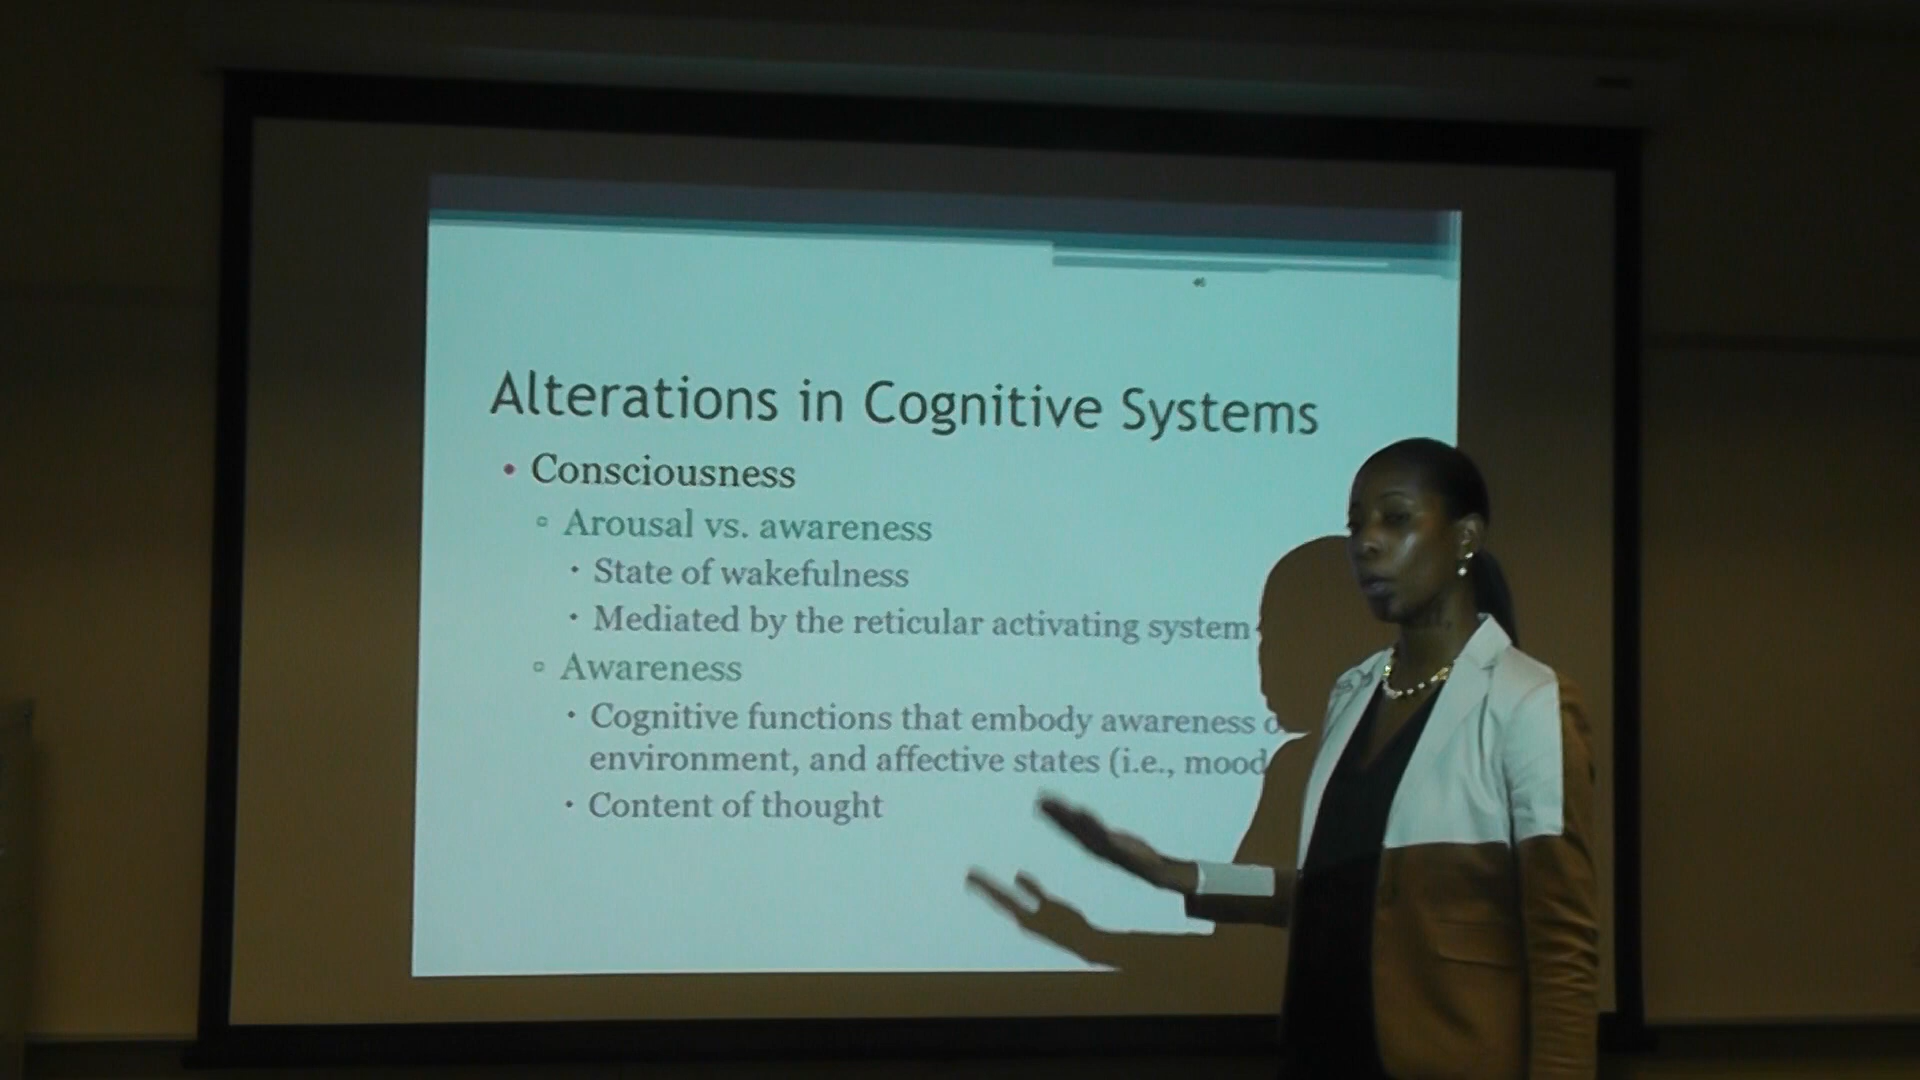 Alterations in Cognitive Systems
• Consciousness
▫ Arousal vs. awareness
• State of wakefulness
• Mediated by the reticular activating system
▫ Awareness
• Cognitive functions that embody awareness
environment, and affective states (i.e., mood
• Content of thought